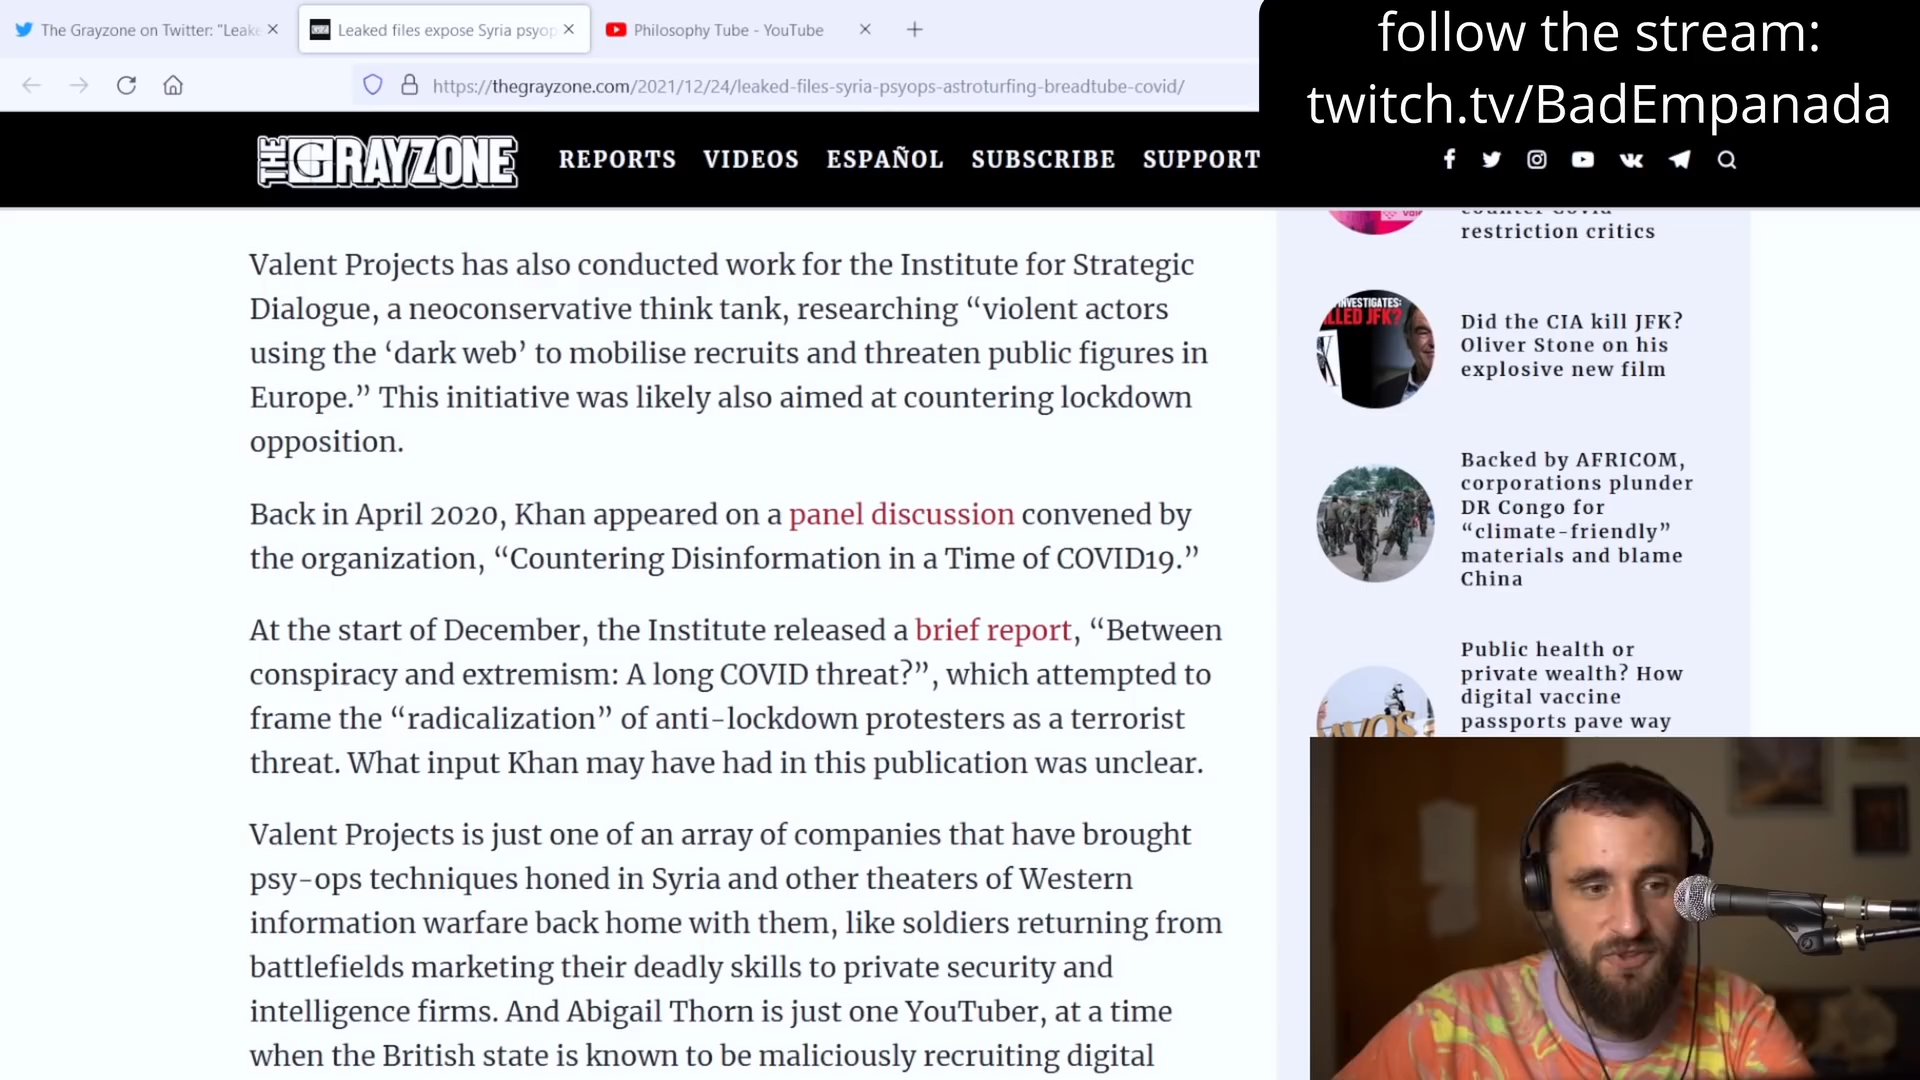 The Grayzone on Twitter: "Leake
Leaked files expose Syria psyop
Philosophy Tube - YouTube
follow the stream:
twitch.tv/BadEmpanada
https://thegrayzone.com/2021/12/24/leaked-files-syria-psyops-astroturfing-breadtube-covid/
THE GRAYZONE
REPORTS VIDEOS ESPAÑOL SUBSCRIBE SUPPORT
Valent Projects has also conducted work for the Institute for Strategic
Dialogue, a neoconservative think tank, researching “violent actors
using the ‘dark web’ to mobilise recruits and threaten public figures in
Europe.” This initiative was likely also aimed at countering lockdown
opposition.
Back in April 2020, Khan appeared on a panel discussion convened by
the organization, “Countering Disinformation in a Time of COVID19.”
At the start of December, the Institute released a brief report, “Between
conspiracy and extremism: A long COVID threat?”, which attempted to
frame the “radicalization” of anti-lockdown protesters as a terrorist
threat. What input Khan may have had in this publication was unclear.
Valent Projects is just one of an array of companies that have brought
psy-ops techniques honed in Syria and other theaters of Western
information warfare back home with them, like soldiers returning from
battlefields marketing their deadly skills to private security and
intelligence firms. And Abigail Thorn is just one YouTuber, at a time
when the British state is known to be maliciously recruiting digital
counter Covid
restriction critics
INVESTIGATES:
LLED JFK?
Did the CIA kill JFK?
Oliver Stone on his
explosive new film
Backed by AFRICOM,
corporations plunder
DR Congo for
“climate-friendly”
materials and blame
China
Public health or
private wealth? How
digital vaccine
passports pave way